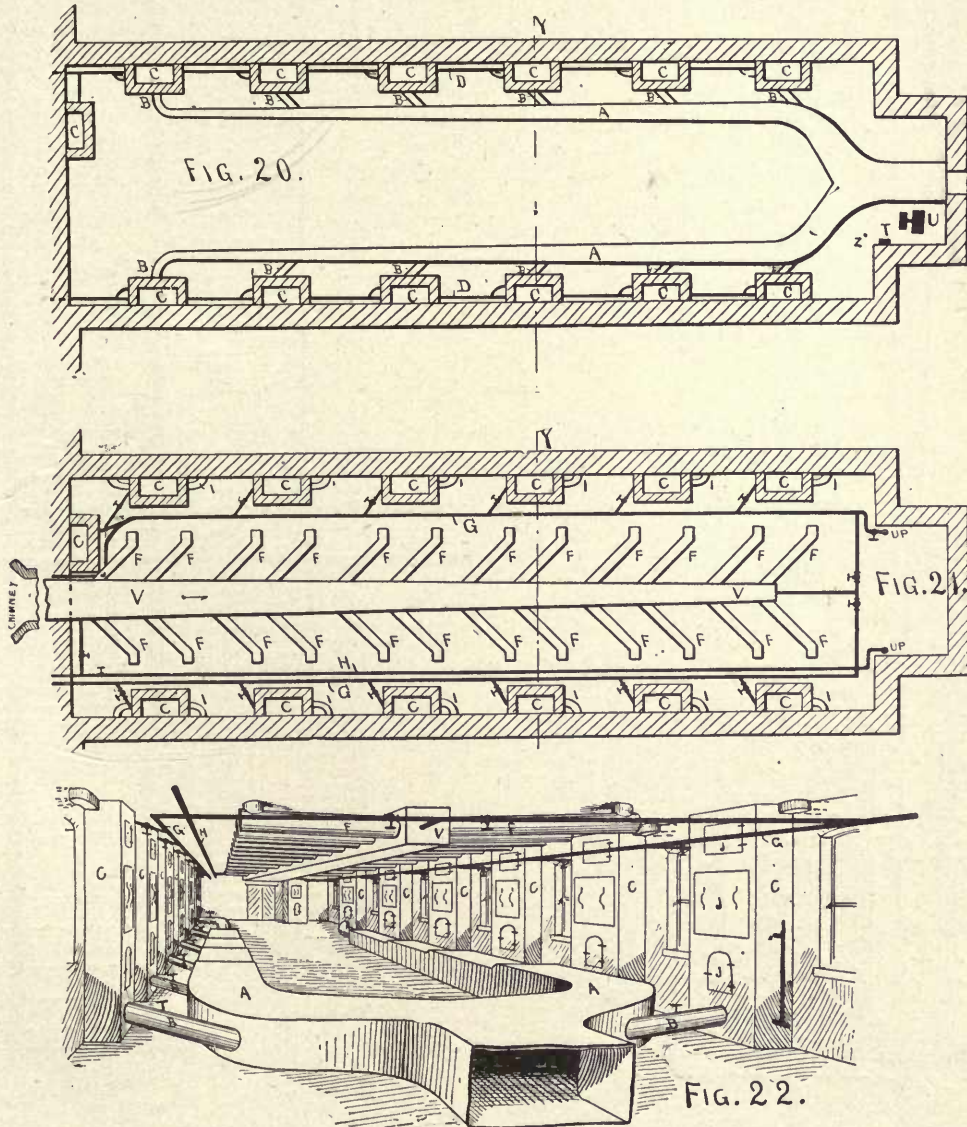 Y
C C C C C C
D
B B B B B B
A
C
FIG. 20.
U
T
Z
A
B B B B B B
D
C C C C C C
Y
C I C I C I C I C I C I
G
UP
C
F F F F F F F F F F F F
CHIMNEY
V V
FIG. 21.
F F F F F F F F F F F F
H
G
UP
C I C I C I C I C I C I
G H F V F
J G
C C C C C C
J
J
A A
B B
FIG. 22.